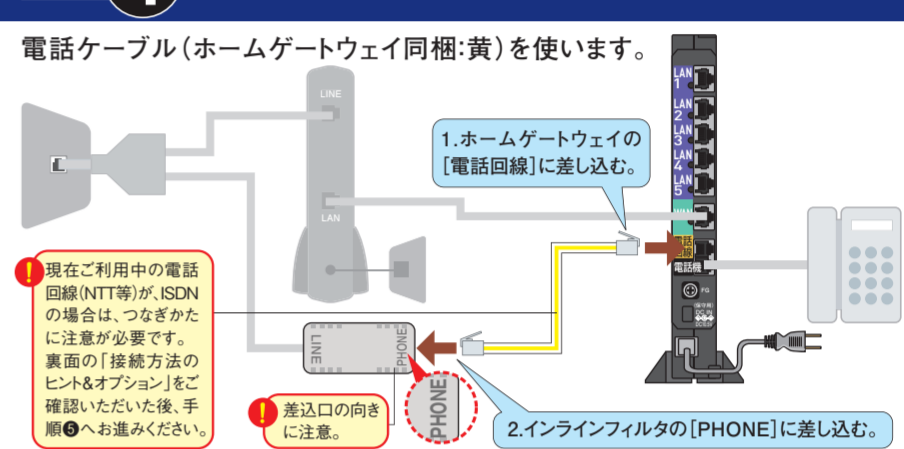 電話ケーブル(ホームゲートウェイ同梱:黄)を使います。
LINE
LAN
1.ホームゲートウェイの
[電話回線]に差し込む。
LAN
1
LAN
2
LAN
3
LAN
4
LAN
5
WAN
電話
回線
電話機
FG
(保守用)
DC IN
現在ご利用中の電話
回線(NTT等)が、ISDN
の場合は、つなぎかた
に注意が必要です。
裏面の「接続方法の
ヒント&オプション」をご
確認いただいた後、手
順❺へお進みください。
LINE
PHONE
PHONE
差込口の向き
に注意。
2.インラインフィルタの[PHONE]に差し込む。